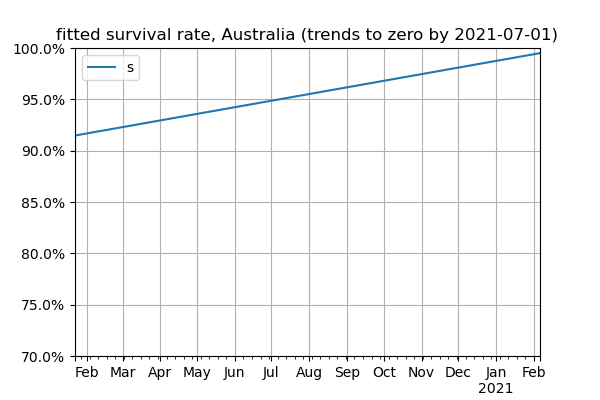 fitted survival rate, Australia (trends to zero by 2021-07-01)
100.0%
s
95.0%
90.0%
85.0%
80.0%
75.0%
70.0%
Feb Mar Apr May Jun Jul Aug Sep Oct Nov Dec Jan Feb
2021